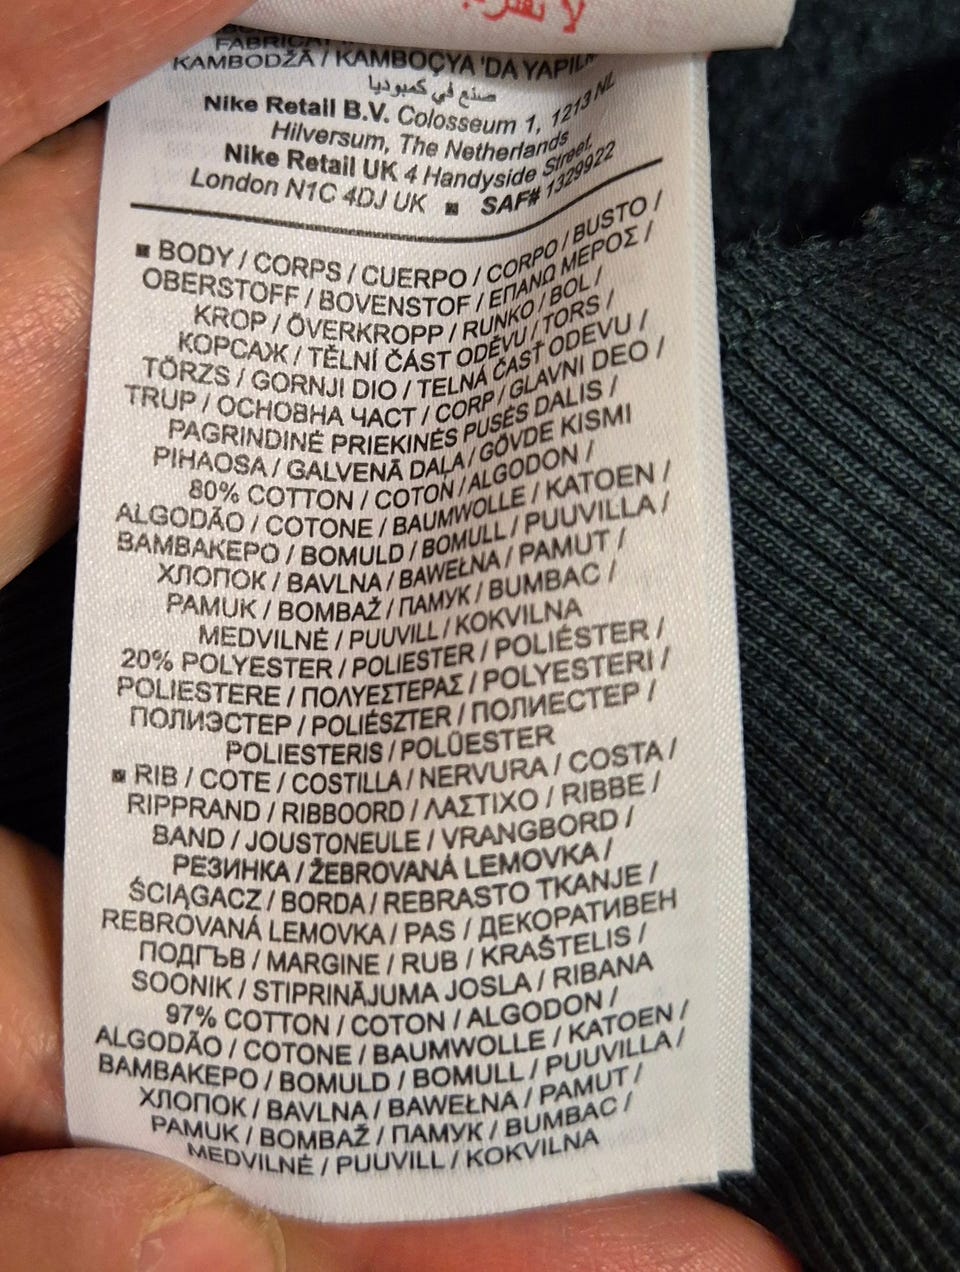 لا تقترب
FABRICA
KAMBODŽA / KAMBOÇYA 'DA YAPIL
صنع في كمبوديا
Nike Retail B.V. Colosseum 1, 1213 NL
Hilversum, The Netherlands
Nike Retail UK 4 Handyside Street,
London N1C 4DJ UK ■ SAF# 1329922
■ BODY / CORPS / CUERPO / CORPO / BUSTO /
OBERSTOFF / BOVENSTOF / ΕΠΑΝΩ ΜΕΡΟΣ /
KROP / ÖVERKROPP / RUNKO / BOL /
КОРСАЖ / TĚLNÍ ČÁST ODĚVU / TORS /
TÖRZS / GORNJI DIO / TELNÁ ČASŤ ODEVU /
TRUP / ОСНОВНА ЧАСТ / CORP / GLAVNI DEO /
PAGRINDINĖ PRIEKINĖS PUSĖS DALIS /
PIHAOSA / GALVENĀ DAĻA / GÖVDE KISMI
80% COTTON / COTON / ALGODON /
ALGODÃO / COTONE / BAUMWOLLE / KATOEN /
ΒΑΜΒΑΚΕΡΟ / BOMULD / BOMULL / PUUVILLA /
ХЛОПОК / BAVLNA / BAWEŁNA / PAMUT /
PAMUK / BOMBAŽ / ПАМУК / BUMBAC /
MEDVILNĖ / PUUVILL / KOKVILNA
20% POLYESTER / POLIESTER / POLIÉSTER /
POLIESTERE / ΠΟΛΥΕΣΤΕΡΑΣ / POLYESTERI /
ПОЛИЭСТЕР / POLIÉSZTER / ПОЛИЕСТЕР /
POLIESTERIS / POLÜESTER
■ RIB / COTE / COSTILLA / NERVURA / COSTA /
RIPPRAND / RIBBOORD / ΛΑΣΤΙΧΟ / RIBBE /
BAND / JOUSTONEULE / VRANGBORD /
РЕЗИНКА / ŽEBROVANÁ LEMOVKA /
ŚCIĄGACZ / BORDA / REBRASTO TKANJE /
REBROVANÁ LEMOVKA / PAS / ДЕКОРАТИВЕН
ПОДГЪВ / MARGINE / RUB / KRAŠTELIS /
SOONIK / STIPRINĀJUMA JOSLA / RIBANA
97% COTTON / COTON / ALGODON /
ALGODÃO / COTONE / BAUMWOLLE / KATOEN /
ΒΑΜΒΑΚΕΡΟ / BOMULD / BOMULL / PUUVILLA /
ХЛОПОК / BAVLNA / BAWEŁNA / PAMUT /
PAMUK / BOMBAŽ / ПАМУК / BUMBAC /
MEDVILNĖ / PUUVILL / KOKVILNA